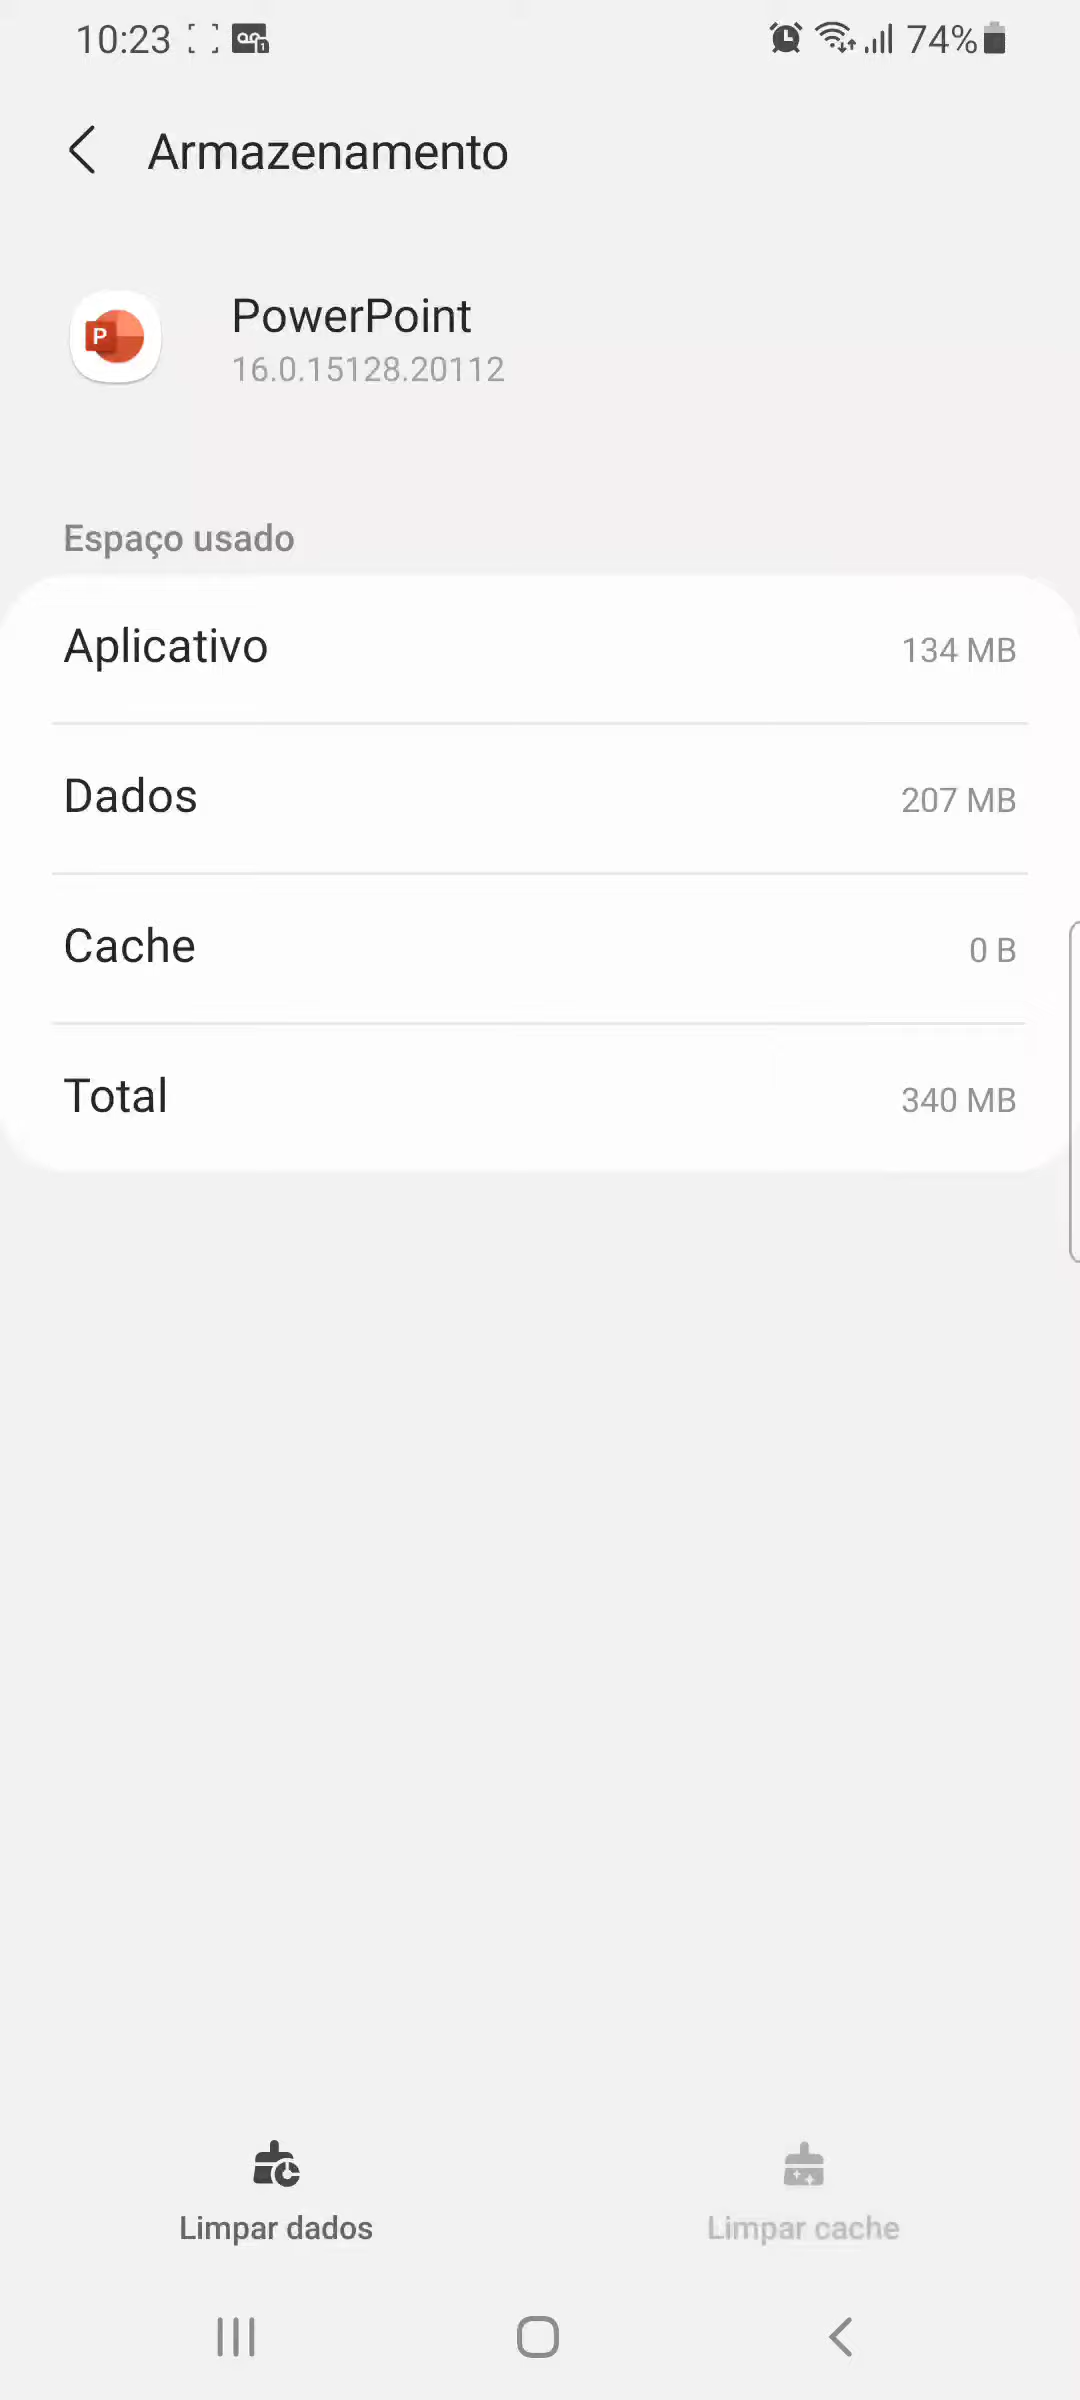 10:23 74%
Armazenamento
P
PowerPoint
16.0.15128.20112
Espaço usado
Aplicativo 134 MB
Dados 207 MB
Cache 0 B
Total 340 MB
Limpar dados Limpar cache